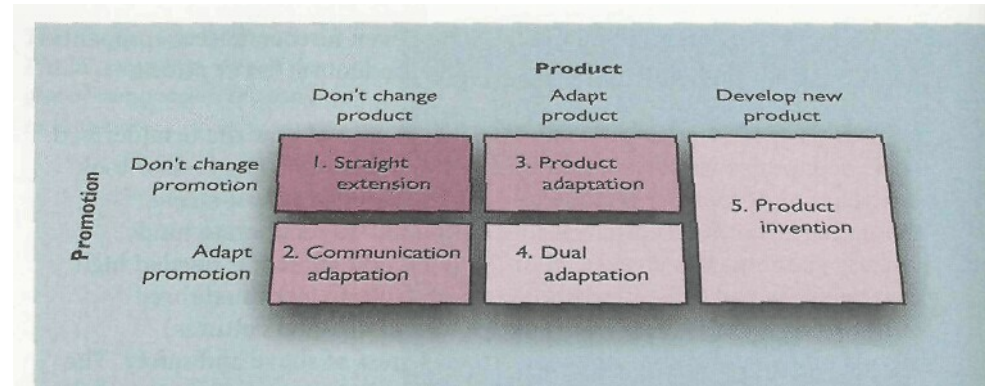 Product
Don't change
product
Adapt
product
Develop new
product
Promotion
Don't change
promotion
1. Straight
extension
3. Product
adaptation
5. Product
invention
Adapt
promotion
2. Communication
adaptation
4. Dual
adaptation